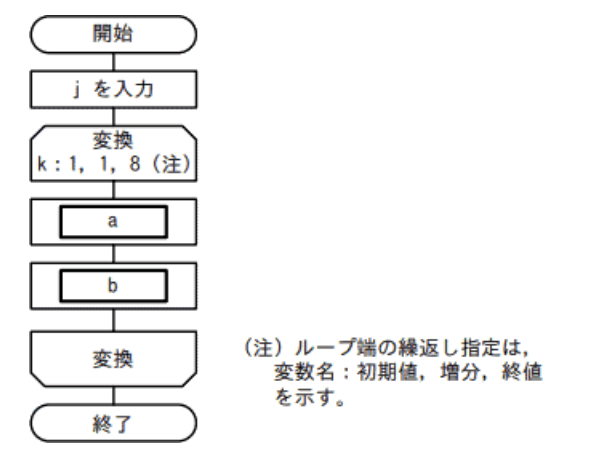 開始
j を入力
変換
k:1, 1, 8(注)
a
b
変換
終了
(注)ループ端の繰返し指定は,
変数名:初期値,増分,終値
を示す。